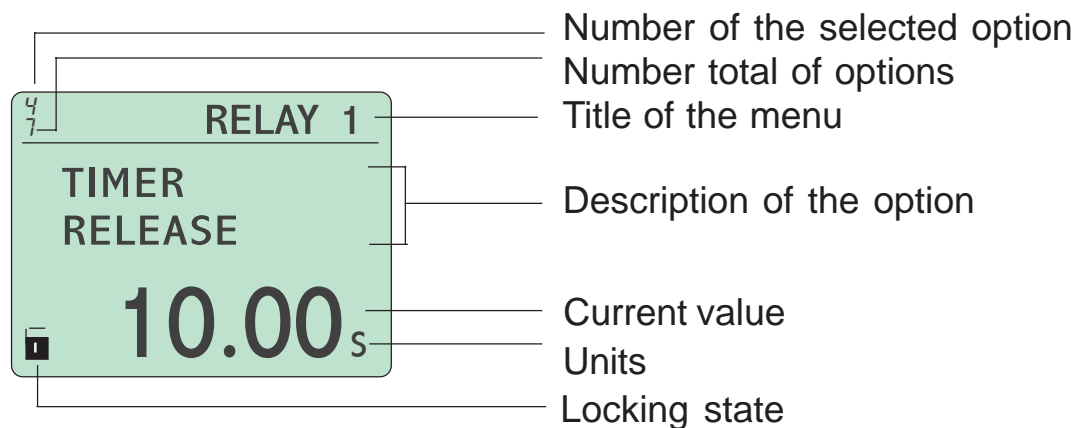 Number of the selected option
Number total of options
Title of the menu
4
7
RELAY 1
TIMER
RELEASE
Description of the option
10.00s
Current value
Units
Locking state